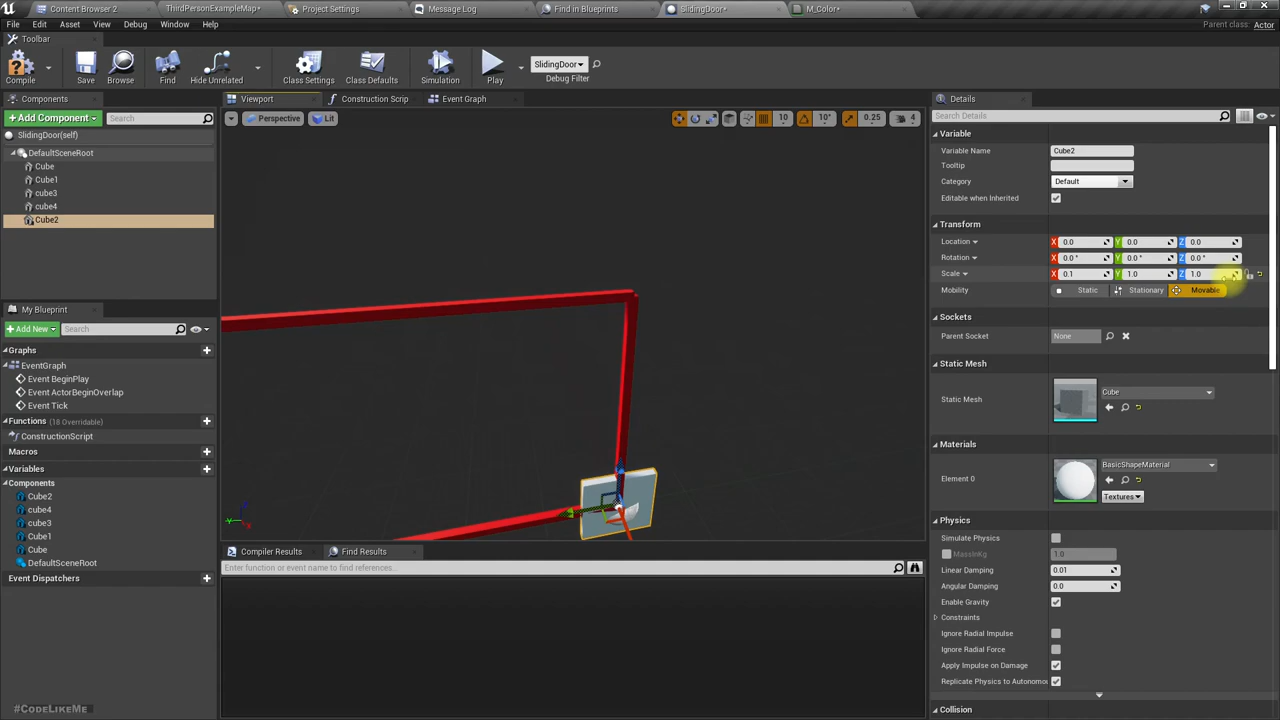 Content Browser 2
ThirdPersonExampleMap*
Project Settings
Message Log
Find in Blueprints
SlidingDoor*
M_Color*
File Edit Asset View Debug Window Help
Parent class: Actor
Toolbar
Compile
Save
Browse
Find
Hide Unrelated
Class Settings
Class Defaults
Simulation
Play
SlidingDoor
Debug Filter
Components
+ Add Component
Search
SlidingDoor(self)
DefaultSceneRoot
Cube
Cube1
cube3
cube4
Cube2
My Blueprint
+ Add New
Search
Graphs
EventGraph
Event BeginPlay
Event ActorBeginOverlap
Event Tick
Functions (18 Overridable)
ConstructionScript
Macros
Variables
Components
Cube2
cube4
cube3
Cube1
Cube
DefaultSceneRoot
Event Dispatchers
Viewport
Construction Scrip
Event Graph
Perspective
Lit
10
10°
0.25
4
Compiler Results
Find Results
Enter function or event name to find references...
Details
Search Details
Variable
Variable Name Cube2
Tooltip
Category Default
Editable when Inherited
Transform
Location X 0.0 Y 0.0 Z 0.0
Rotation X 0.0 ° Y 0.0 ° Z 0.0 °
Scale X 0.1 Y 1.0 Z 1.0
Mobility Static Stationary Movable
Sockets
Parent Socket None
Static Mesh
Static Mesh Cube
Materials
Element 0 BasicShapeMaterial
Textures
Physics
Simulate Physics
MassInKg 1.0
Linear Damping 0.01
Angular Damping 0.0
Enable Gravity
Constraints
Ignore Radial Impulse
Ignore Radial Force
Apply Impulse on Damage
Replicate Physics to Autonomou
Collision
#CodeLikeMe